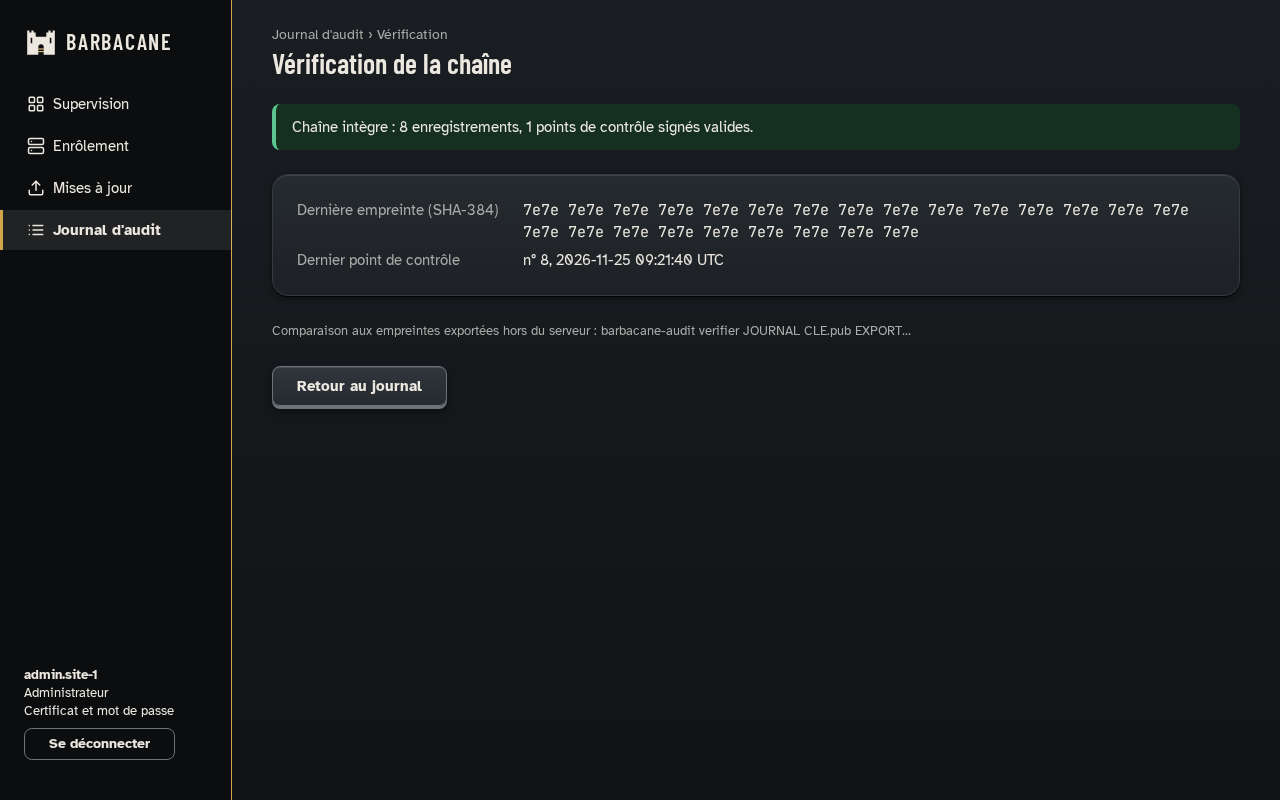 BARBACANE
Supervision
Enrôlement
Mises à jour
Journal d'audit
admin.site-1
Administrateur
Certificat et mot de passe
Se déconnecter
Journal d'audit › Vérification
Vérification de la chaîne
Chaîne intègre : 8 enregistrements, 1 points de contrôle signés valides.
Dernière empreinte (SHA-384) 7e7e 7e7e 7e7e 7e7e 7e7e 7e7e 7e7e 7e7e 7e7e 7e7e 7e7e 7e7e 7e7e 7e7e 7e7e
7e7e 7e7e 7e7e 7e7e 7e7e 7e7e 7e7e 7e7e 7e7e
Dernier point de contrôle n° 8, 2026-11-25 09:21:40 UTC
Comparaison aux empreintes exportées hors du serveur : barbacane-audit verifier JOURNAL CLE.pub EXPORT...
Retour au journal